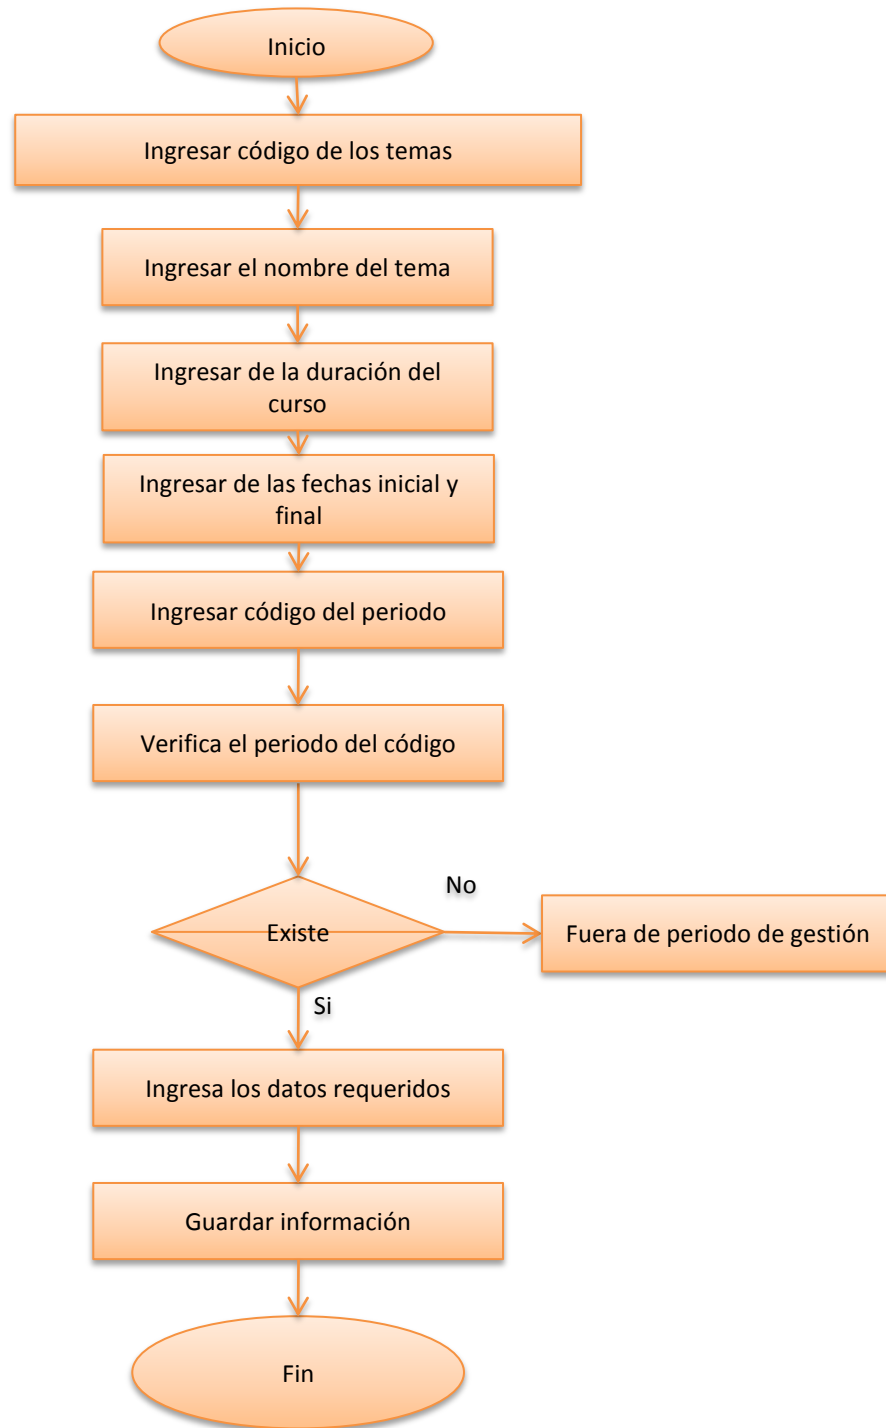 Inicio
Ingresar código de los temas
Ingresar el nombre del tema
Ingresar de la duración del
curso
Ingresar de las fechas inicial y
final
Ingresar código del periodo
Verifica el periodo del código
No
Existe
Fuera de periodo de gestión
Si
Ingresa los datos requeridos
Guardar información
Fin